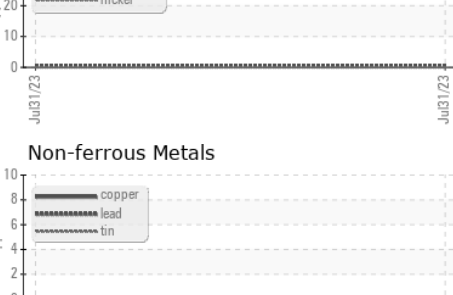 nickel
20
10
0
Jul31/23
Jul31/23
Non-ferrous Metals
10
copper
8
lead
6
tin
4
2